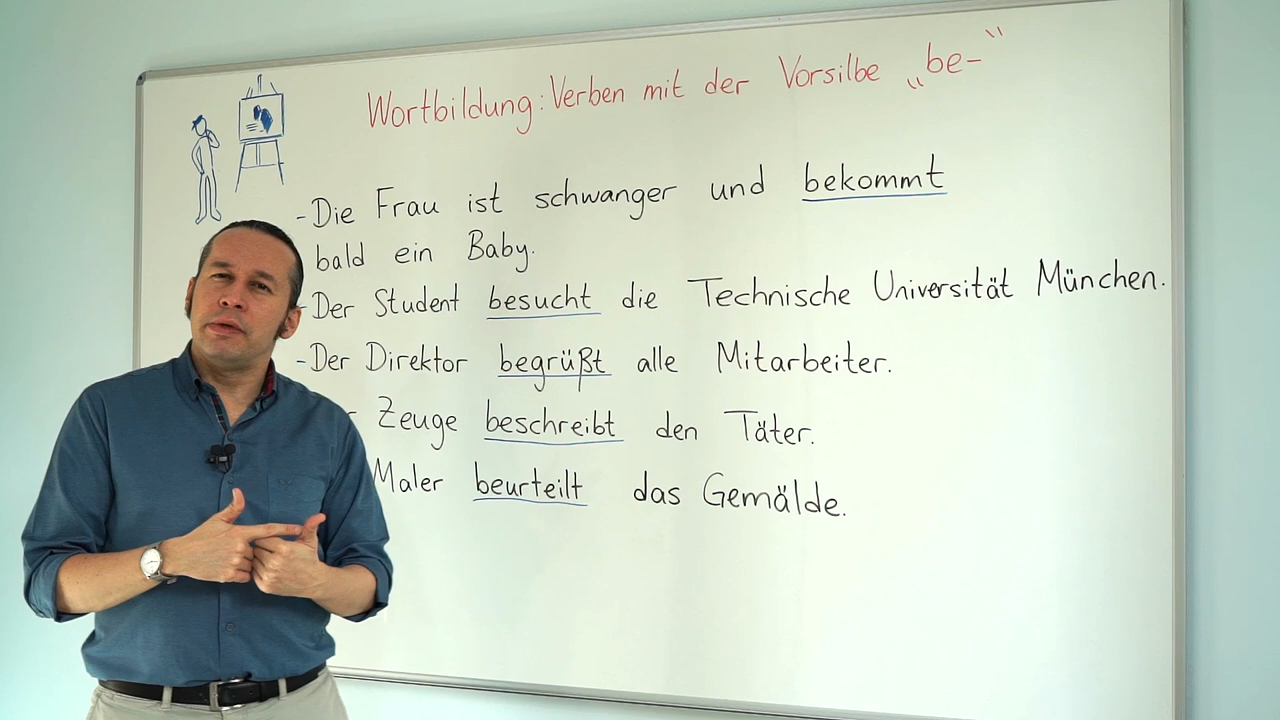 Wortbildung: Verben mit der Vorsilbe „be-“
- Die Frau ist schwanger und bekommt
bald ein Baby.
- Der Student besucht die Technische Universität München.
- Der Direktor begrüßt alle Mitarbeiter.
Zeuge beschreibt den Täter.
Maler beurteilt das Gemälde.